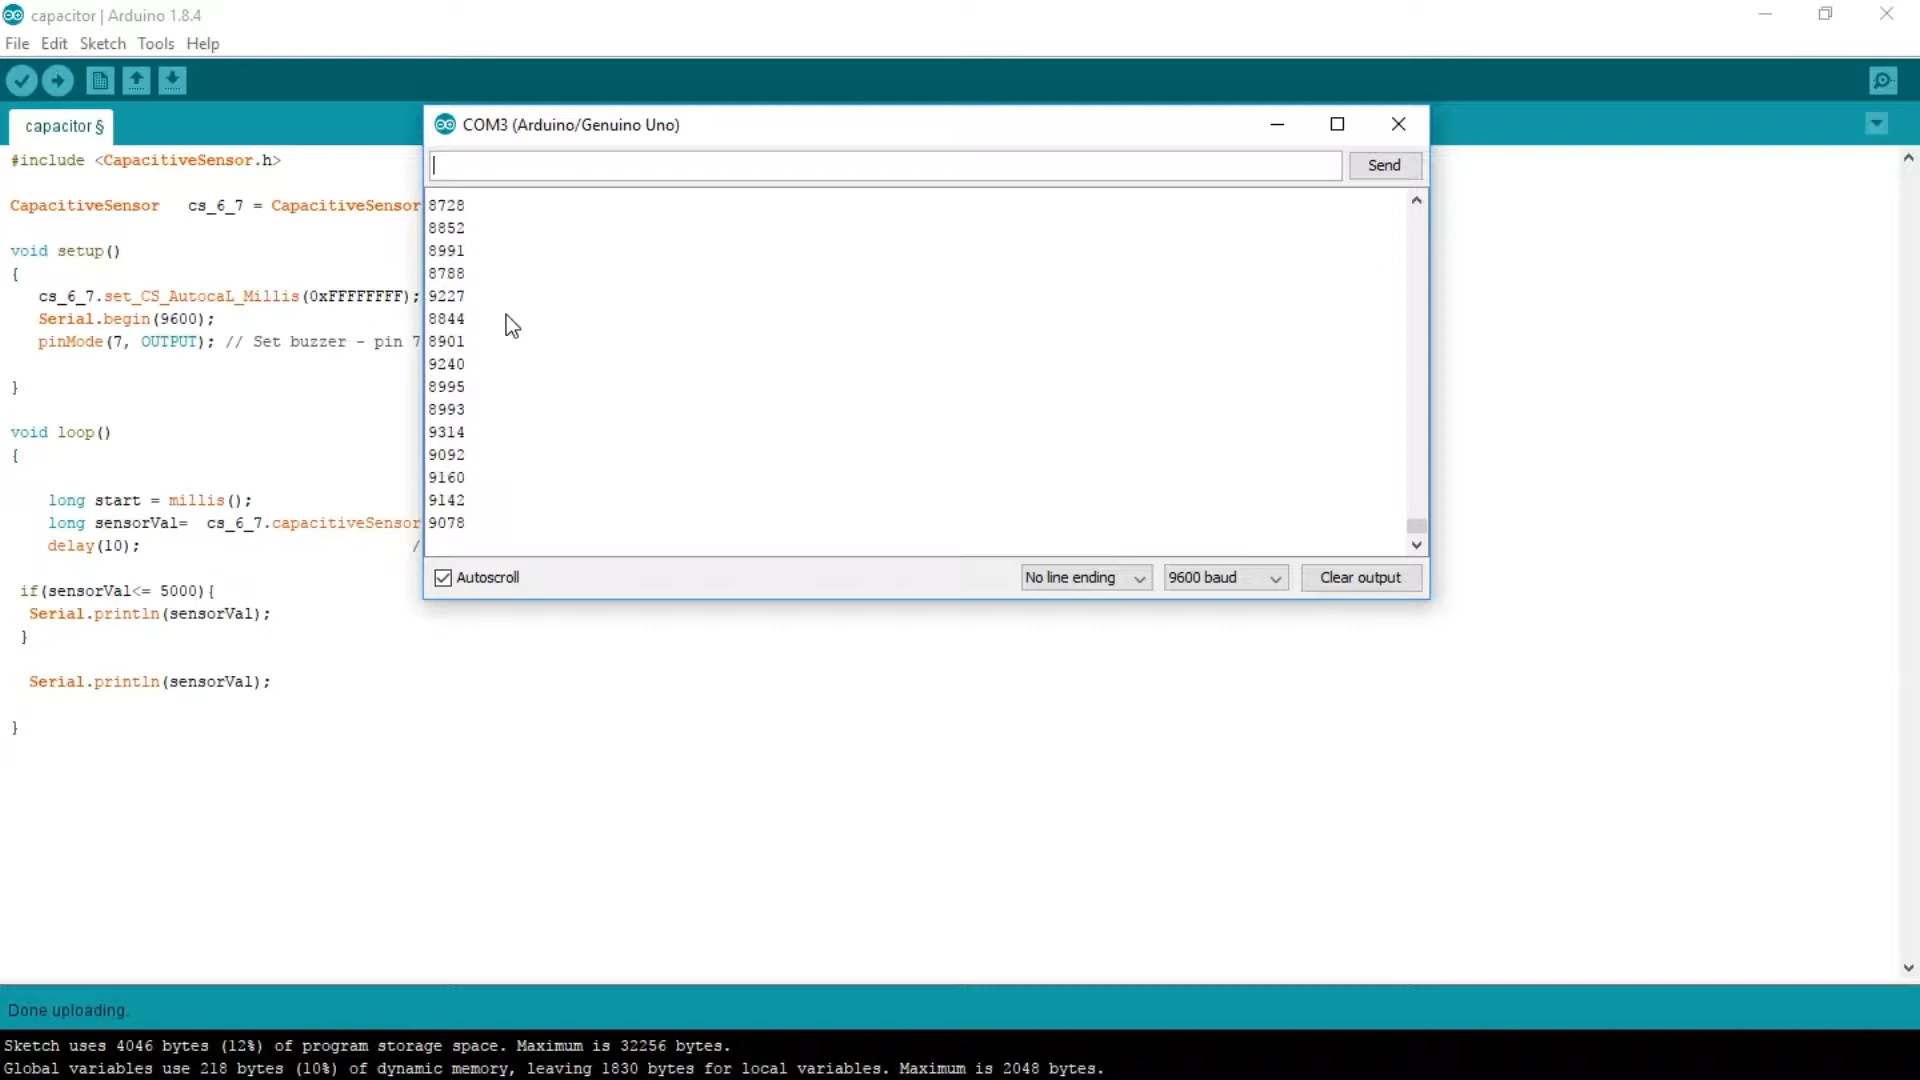 capacitor | Arduino 1.8.4
File Edit Sketch Tools Help
capacitor §
#include <CapacitiveSensor.h>
CapacitiveSensor cs_6_7 = CapacitiveSensor
void setup()
{
cs_6_7.set_CS_AutocaL_Millis(0xFFFFFFFF);
Serial.begin(9600);
pinMode(7, OUTPUT); // Set buzzer - pin 7
}
void loop()
{
long start = millis();
long sensorVal= cs_6_7.capacitiveSensor
delay(10); /
if(sensorVal<= 5000){
Serial.println(sensorVal);
}
Serial.println(sensorVal);
}
COM3 (Arduino/Genuino Uno)
Send
8728
8852
8991
8788
9227
8844
8901
9240
8995
8993
9314
9092
9160
9142
9078
Autoscroll No line ending 9600 baud Clear output
Done uploading.
Sketch uses 4046 bytes (12%) of program storage space. Maximum is 32256 bytes.
Global variables use 218 bytes (10%) of dynamic memory, leaving 1830 bytes for local variables. Maximum is 2048 bytes.